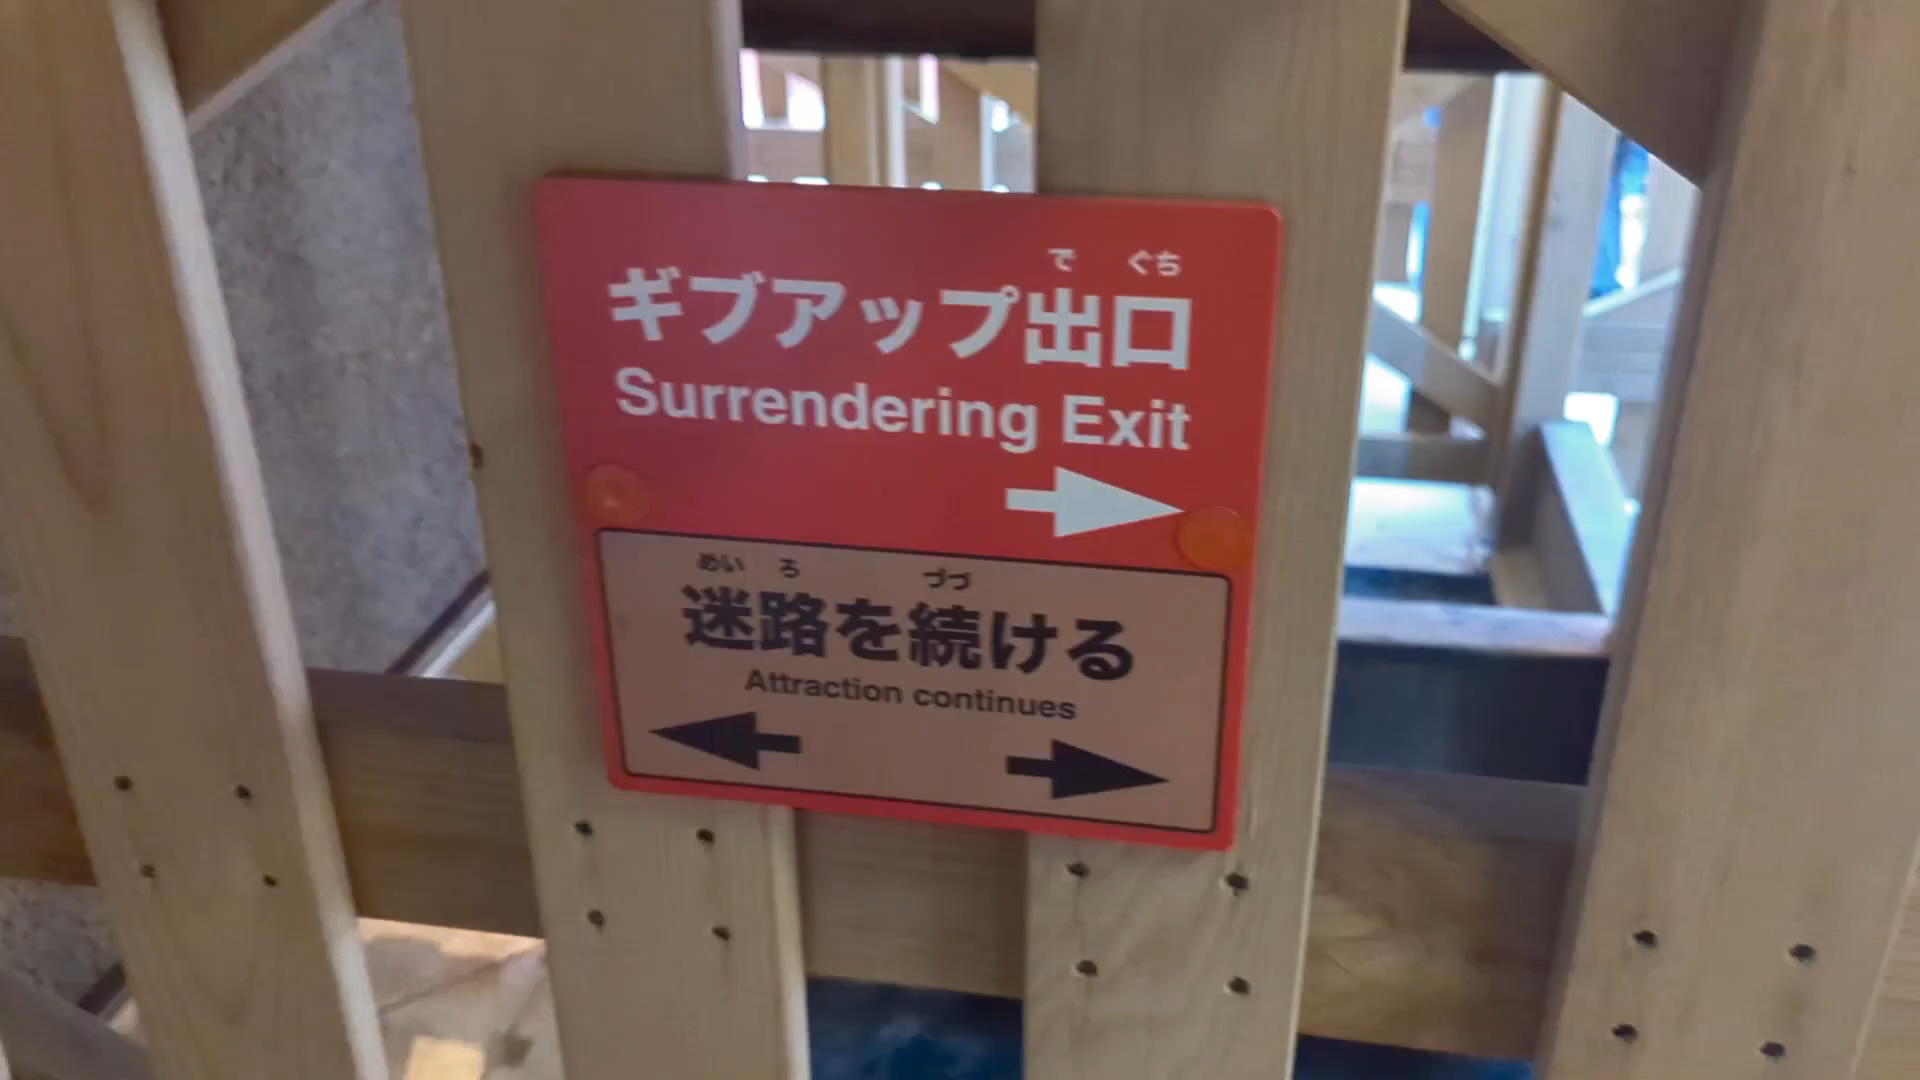 で ぐち
ギブアップ出口
Surrendering Exit
めい ろ づづ
迷路を続ける
Attraction continues